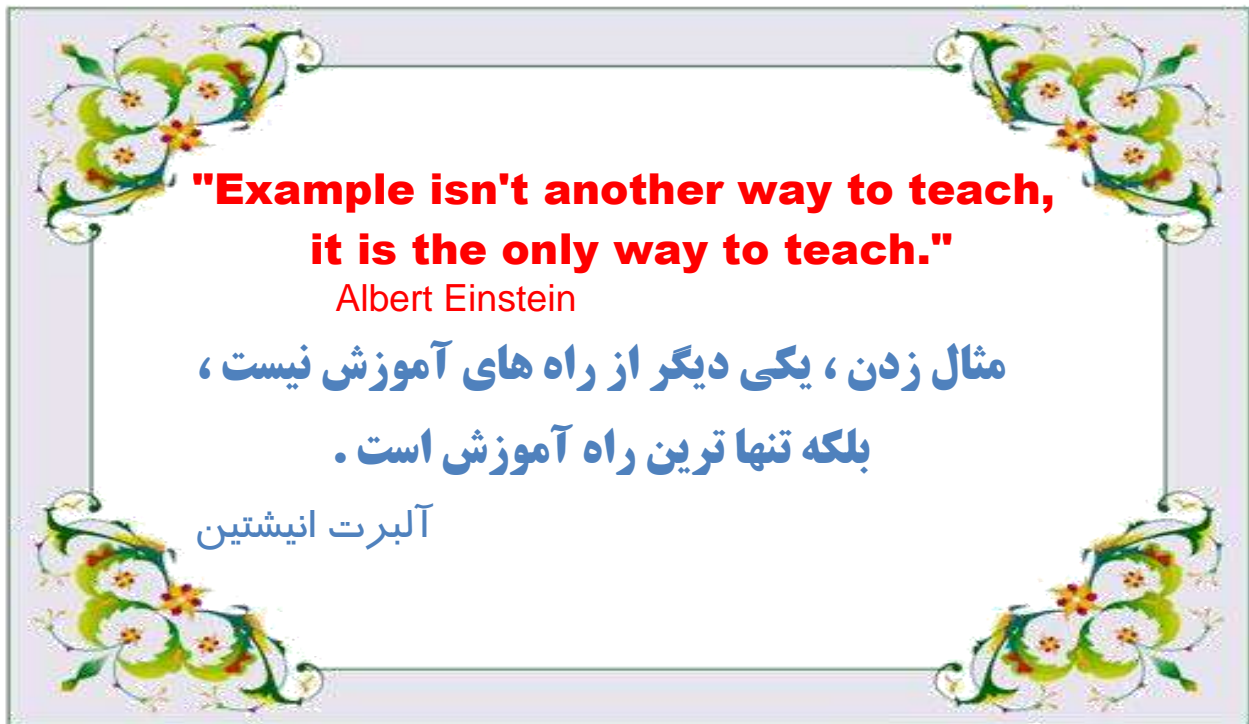 "Example isn't another way to teach,
it is the only way to teach."
Albert Einstein
مثال زدن ، یکی دیگر از راه های آموزش نیست ،
بلکه تنها ترین راه آموزش است .
آلبرت انیشتین